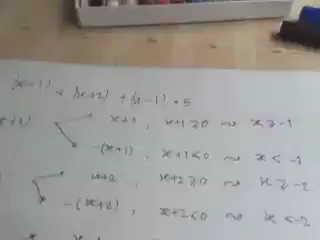 |x+1| + |x+2| + |x-1| = 5
|x+1| x+1, x+1≥0 ⇝ x≥-1
-(x+1), x+1<0 ⇝ x<-1
x+2, x+2≥0 ⇝ x≥-2
-(x+2), x+2<0 ⇝ x<-2